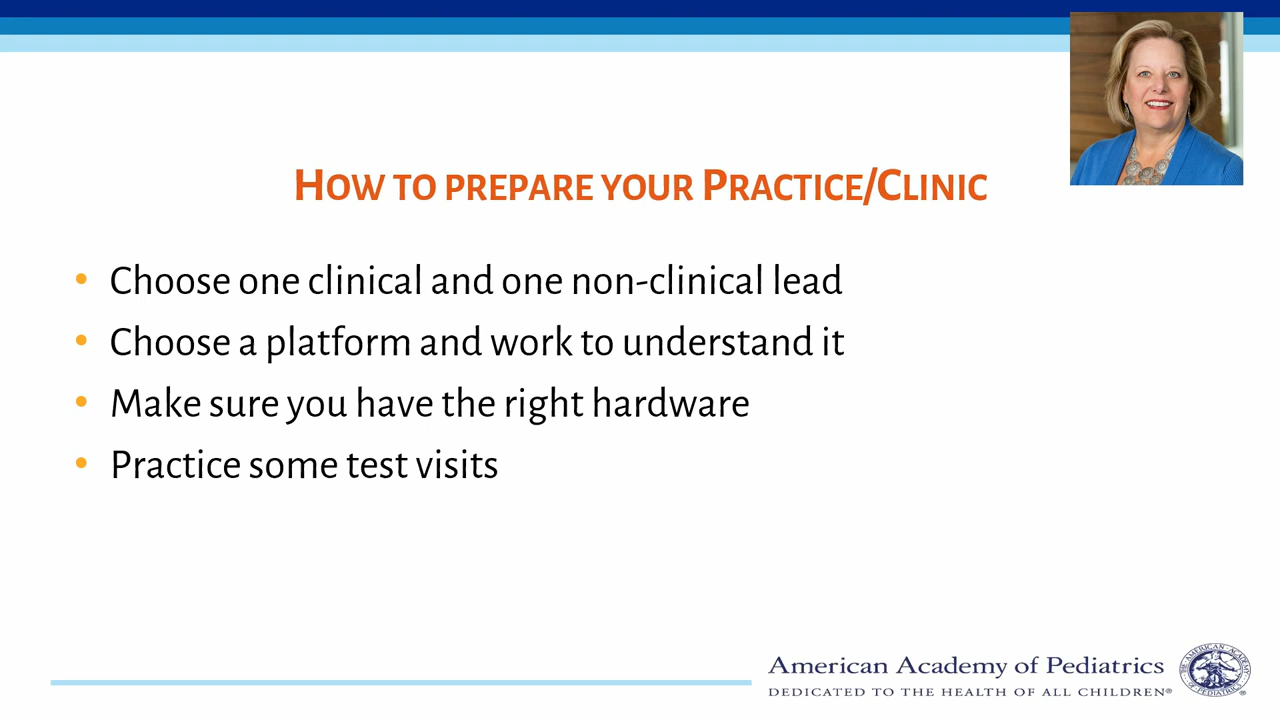 How to prepare your Practice/Clinic
• Choose one clinical and one non-clinical lead
• Choose a platform and work to understand it
• Make sure you have the right hardware
• Practice some test visits
American Academy of Pediatrics
DEDICATED TO THE HEALTH OF ALL CHILDREN®